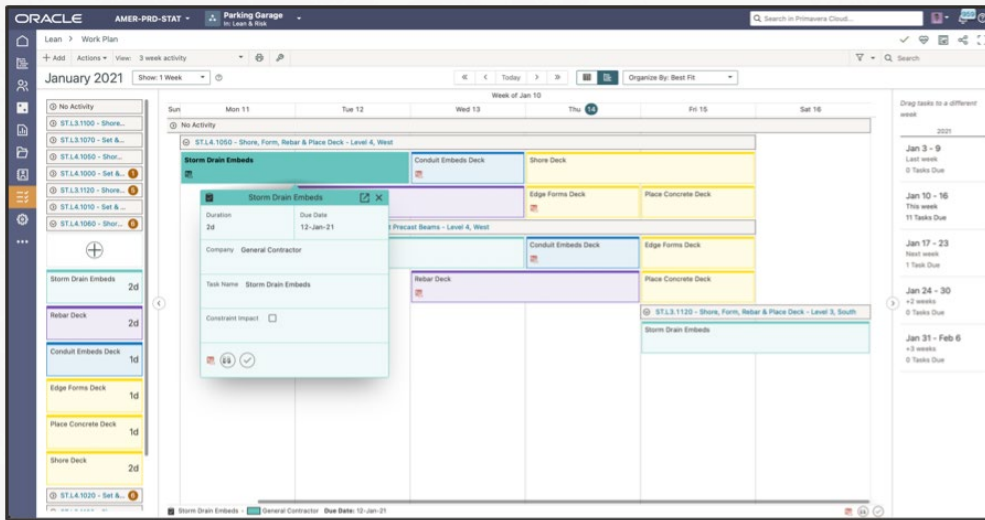 ORACLE AMER-PRD-STAT Parking Garage
In: Lean & Risk
Search in Primavera Cloud...
Lean > Work Plan
+ Add Actions View: 3 week activity
Search
January 2021 Show: 1 Week
Today
Organize By: Best Fit
Week of Jan 10
Sun Mon 11 Tue 12 Wed 13 Thu 14 Fri 15 Sat 16
No Activity
ST.L3.1100 - Shore...
ST.L3.1070 - Set &...
ST.L4.1050 - Shor...
ST.L4.1000 - Set &... 1
ST.L3.1120 - Shore... 5
ST.L4.1010 - Set & ...
ST.L4.1060 - Shor... 6
Storm Drain Embeds
2d
Rebar Deck
2d
Conduit Embeds Deck
1d
Edge Forms Deck
1d
Place Concrete Deck
1d
Shore Deck
2d
ST.L4.1020 - Set &... 6
No Activity
ST.L4.1050 - Shore, Form, Rebar & Place Deck - Level 4, West
Storm Drain Embeds
Conduit Embeds Deck
Shore Deck
Edge Forms Deck
Place Concrete Deck
Precast Beams - Level 4, West
Conduit Embeds Deck
Edge Forms Deck
Rebar Deck
Place Concrete Deck
ST.L3.1120 - Shore, Form, Rebar & Place Deck - Level 3, South
Storm Drain Embeds
Storm Drain Embeds
Duration
2d
Due Date
12-Jan-21
Company General Contractor
Task Name Storm Drain Embeds
Constraint Impact
Storm Drain Embeds - General Contractor Due Date: 12-Jan-21
Drag tasks to a different
week
2021
Jan 3 - 9
Last week
0 Tasks Due
Jan 10 - 16
This week
11 Tasks Due
Jan 17 - 23
Next week
1 Task Due
Jan 24 - 30
+2 weeks
0 Tasks Due
Jan 31 - Feb 6
+3 weeks
0 Tasks Due